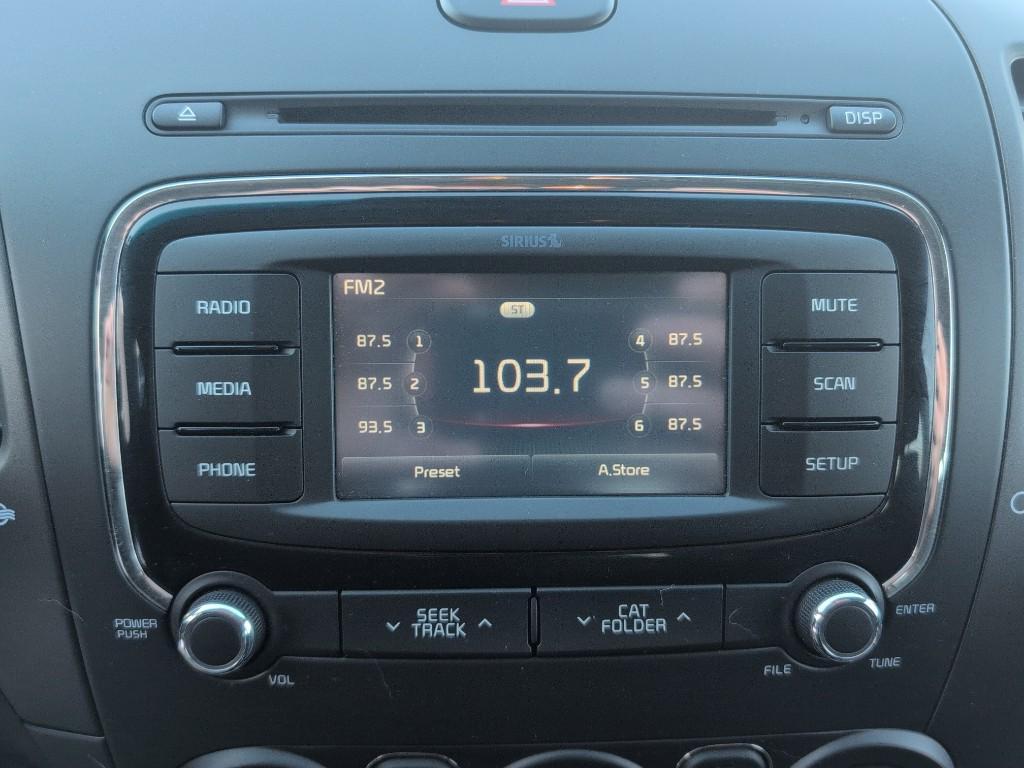 DISP
SIRIUS
RADIO
MEDIA
PHONE
FM2
ST
87.5 1
87.5 2
93.5 3
103.7
4 87.5
5 87.5
6 87.5
Preset
A.Store
MUTE
SCAN
SETUP
POWER
PUSH
VOL
SEEK
TRACK
CAT
FOLDER
FILE
ENTER
TUNE